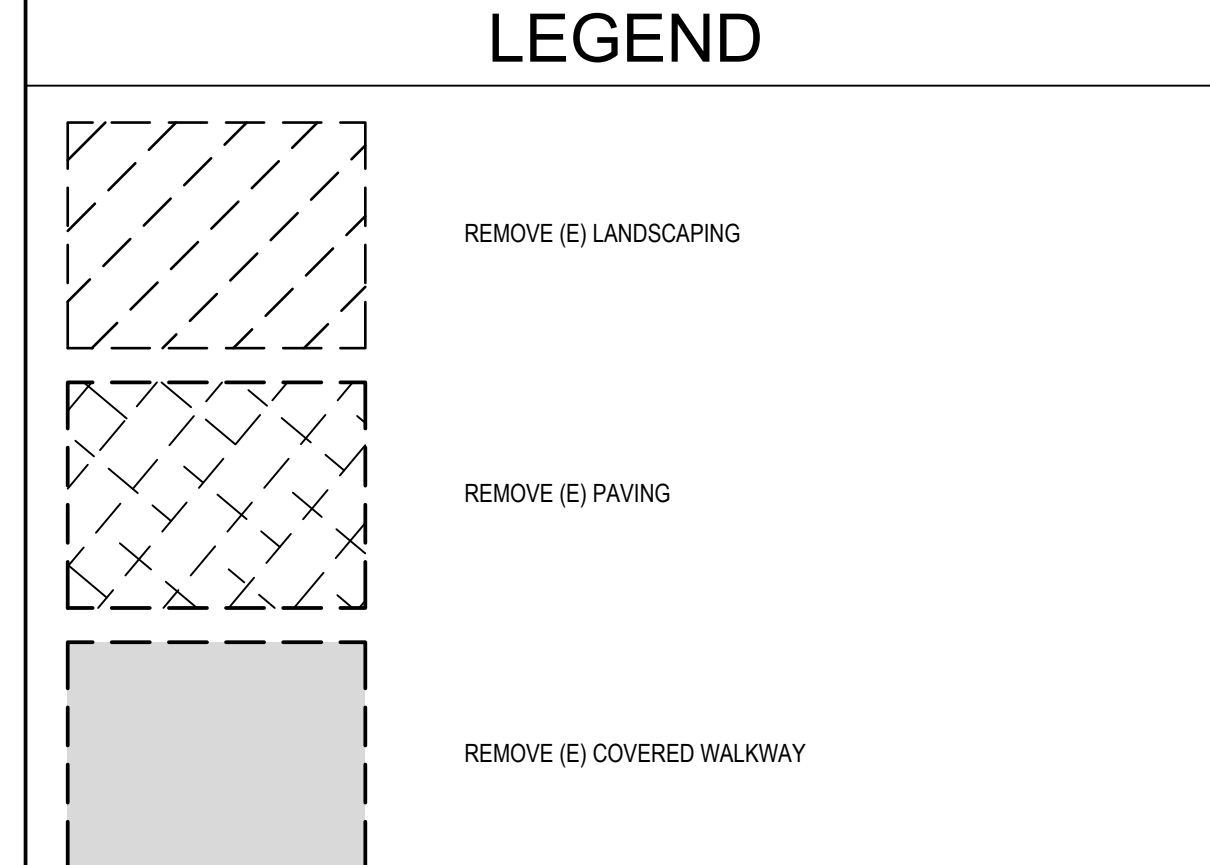 LEGEND
REMOVE (E) LANDSCAPING
REMOVE (E) PAVING
REMOVE (E) COVERED WALKWAY